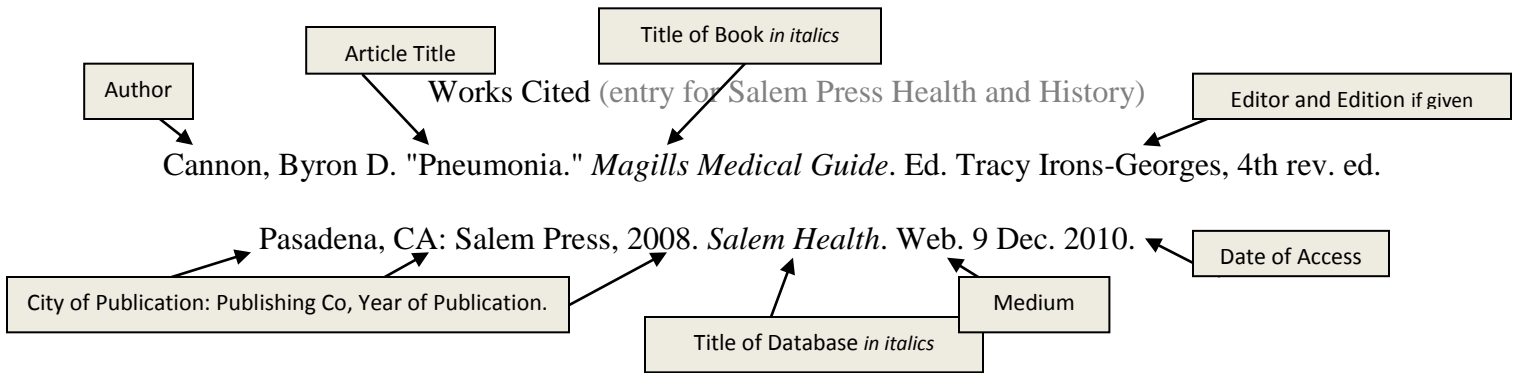 Title of Book in italics
Article Title
Author
Works Cited (entry for Salem Press Health and History)
Editor and Edition if given
Cannon, Byron D. "Pneumonia." Magills Medical Guide. Ed. Tracy Irons-Georges, 4th rev. ed.
Pasadena, CA: Salem Press, 2008. Salem Health. Web. 9 Dec. 2010.
Date of Access
City of Publication: Publishing Co, Year of Publication.
Medium
Title of Database in italics